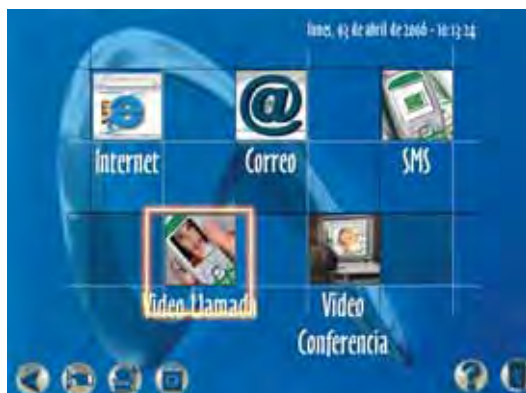 lunes, 03 de abril de 2006 - 10:13:24
Internet
Correo
SMS
Video Llamada
Video
Conferencia